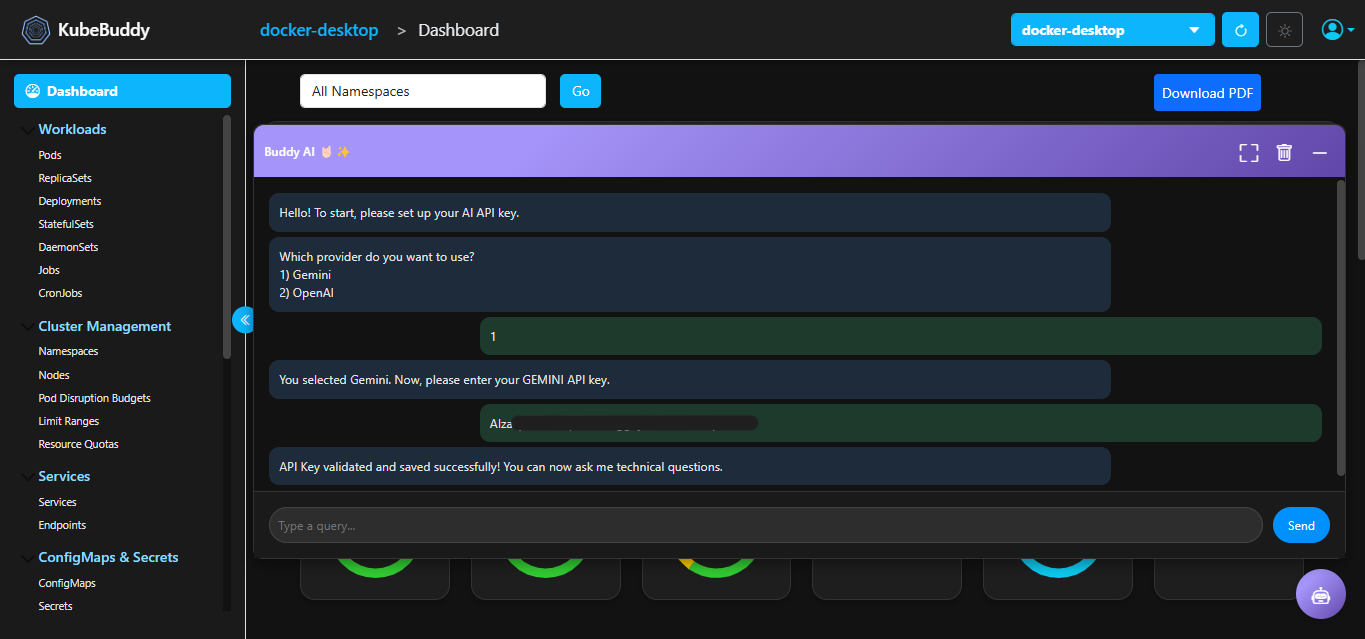 KubeBuddy
docker-desktop > Dashboard
docker-desktop
Dashboard
Workloads
Pods
ReplicaSets
Deployments
StatefulSets
DaemonSets
Jobs
CronJobs
Cluster Management
Namespaces
Nodes
Pod Disruption Budgets
Limit Ranges
Resource Quotas
Services
Services
Endpoints
ConfigMaps & Secrets
ConfigMaps
Secrets
All Namespaces
Go
Download PDF
Buddy AI
Hello! To start, please set up your AI API key.
Which provider do you want to use?
1) Gemini
2) OpenAI
1
You selected Gemini. Now, please enter your GEMINI API key.
AIza
API Key validated and saved successfully! You can now ask me technical questions.
Type a query...
Send